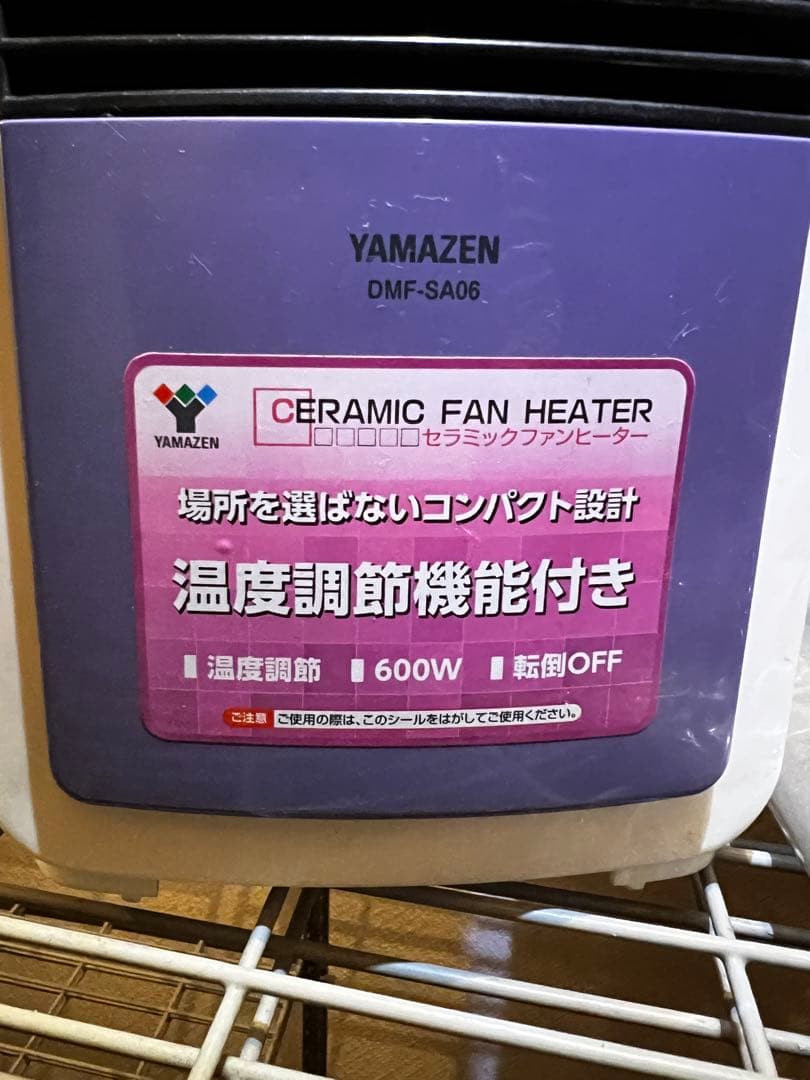 YAMAZEN
DMF-SA06
YAMAZEN
CERAMIC FAN HEATER
□□□□□セラミックファンヒーター
場所を選ばないコンパクト設計
温度調節機能付き
温度調節 600W 転倒OFF
ご注意 ご使用の際は、このシールをはがしてご使用ください。